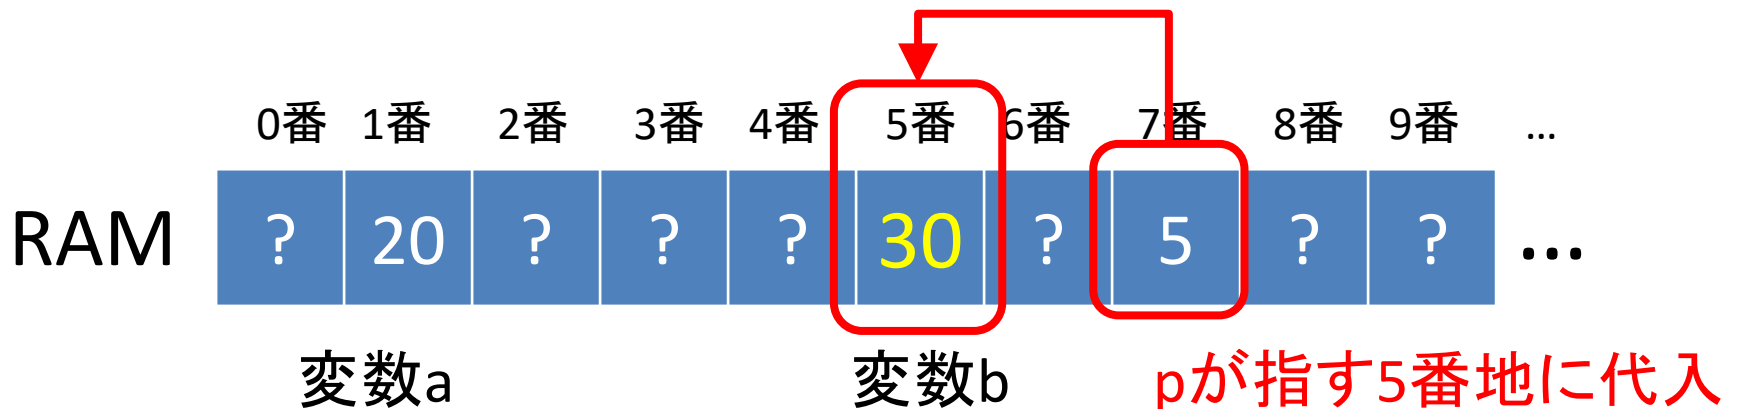 0番 1番 2番 3番 4番 5番 6番 7番 8番 9番 ...
RAM ? 20 ? ? ? 30 ? 5 ? ? ...
変数a 変数b pが指す5番地に代入